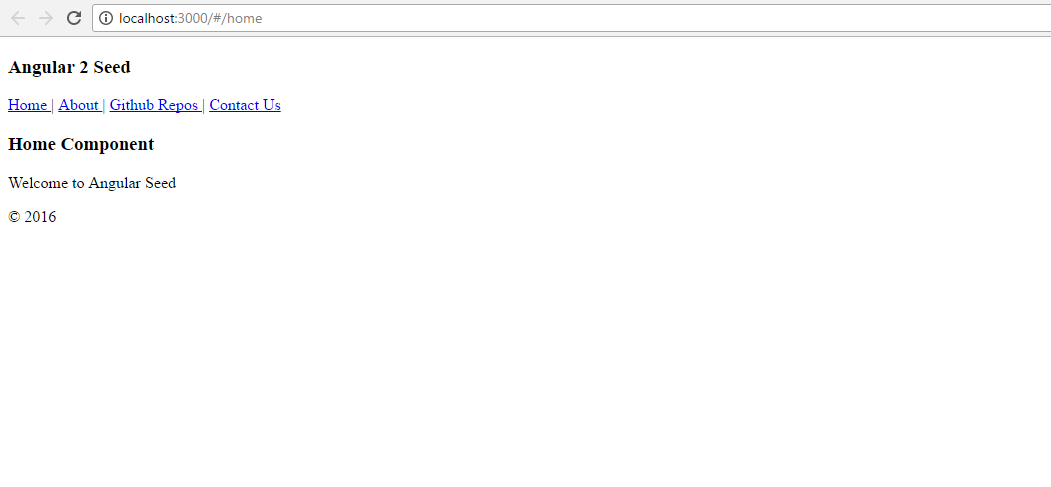 localhost:3000/#/home
Angular 2 Seed
Home | About | Github Repos | Contact Us
Home Component
Welcome to Angular Seed
© 2016